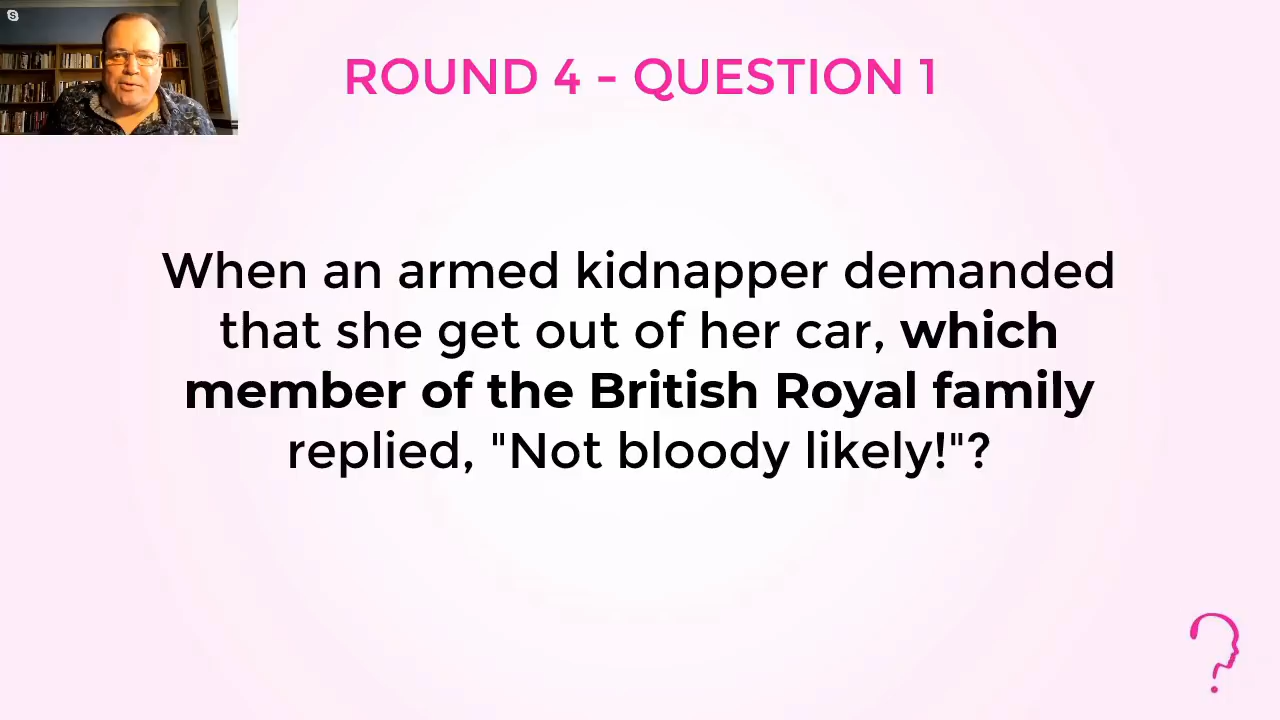 ROUND 4 - QUESTION 1
When an armed kidnapper demanded
that she get out of her car, which
member of the British Royal family
replied, "Not bloody likely!"?